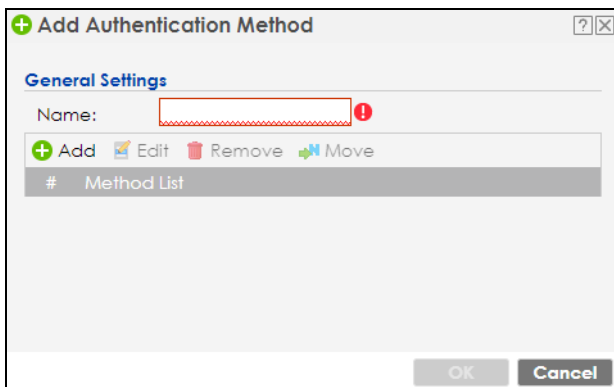 Add Authentication Method
General Settings
Name:
Add Edit Remove Move
# Method List
OK Cancel